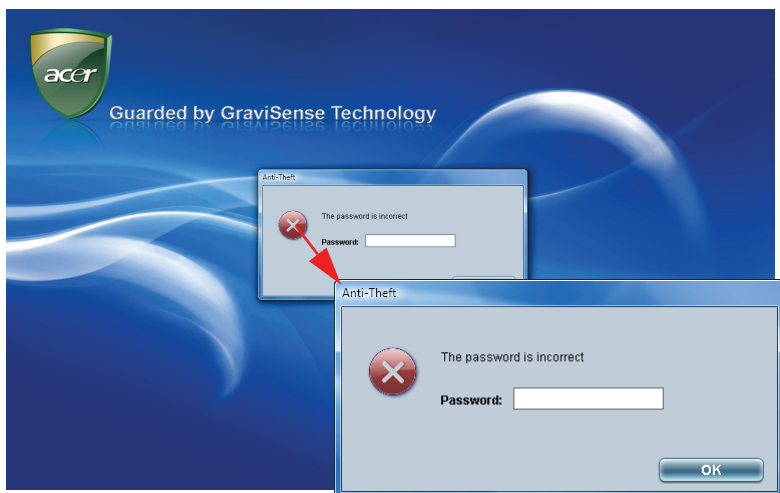 acer
Guarded by GraviSense Technology
Anti-Theft
The password is incorrect
Password:
Anti-Theft
The password is incorrect
Password:
OK